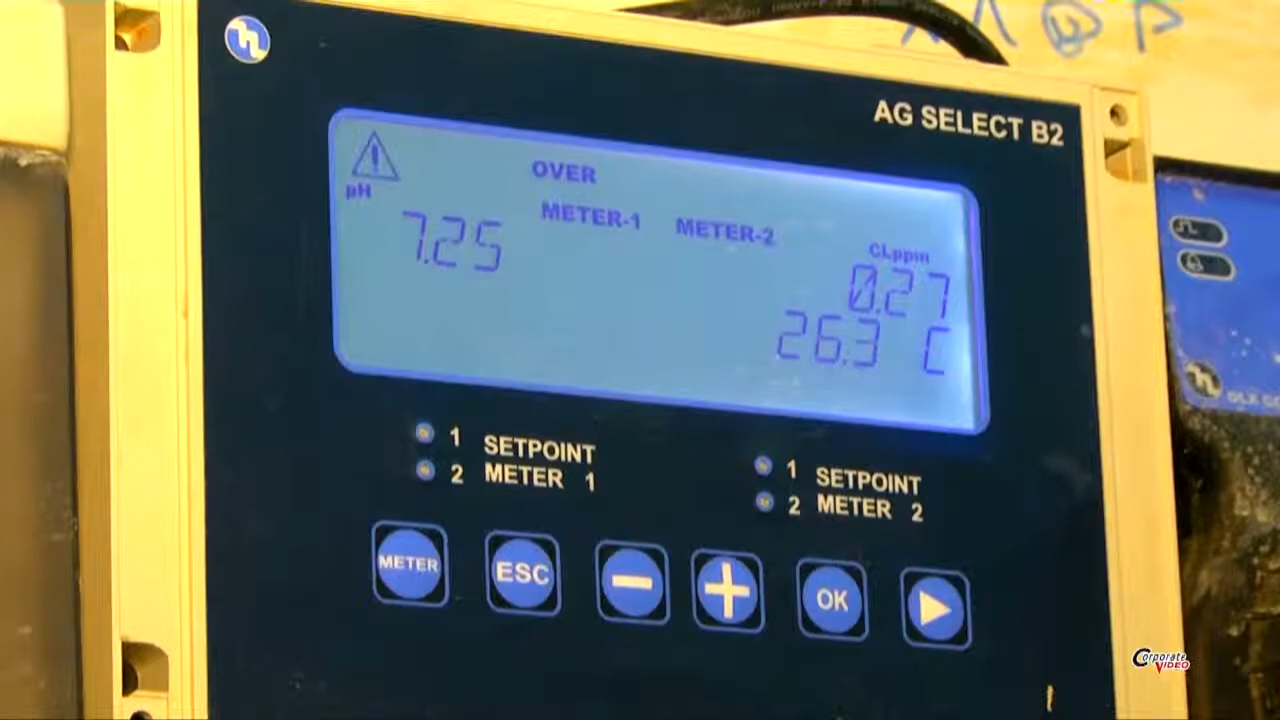 AG SELECT B2
OVER
pH
METER-1 METER-2
7.25
CLppm
0.27
26.3 C
1 SETPOINT
2 METER 1
1 SETPOINT
2 METER 2
METER
ESC
OK
Corporate
VIDEO